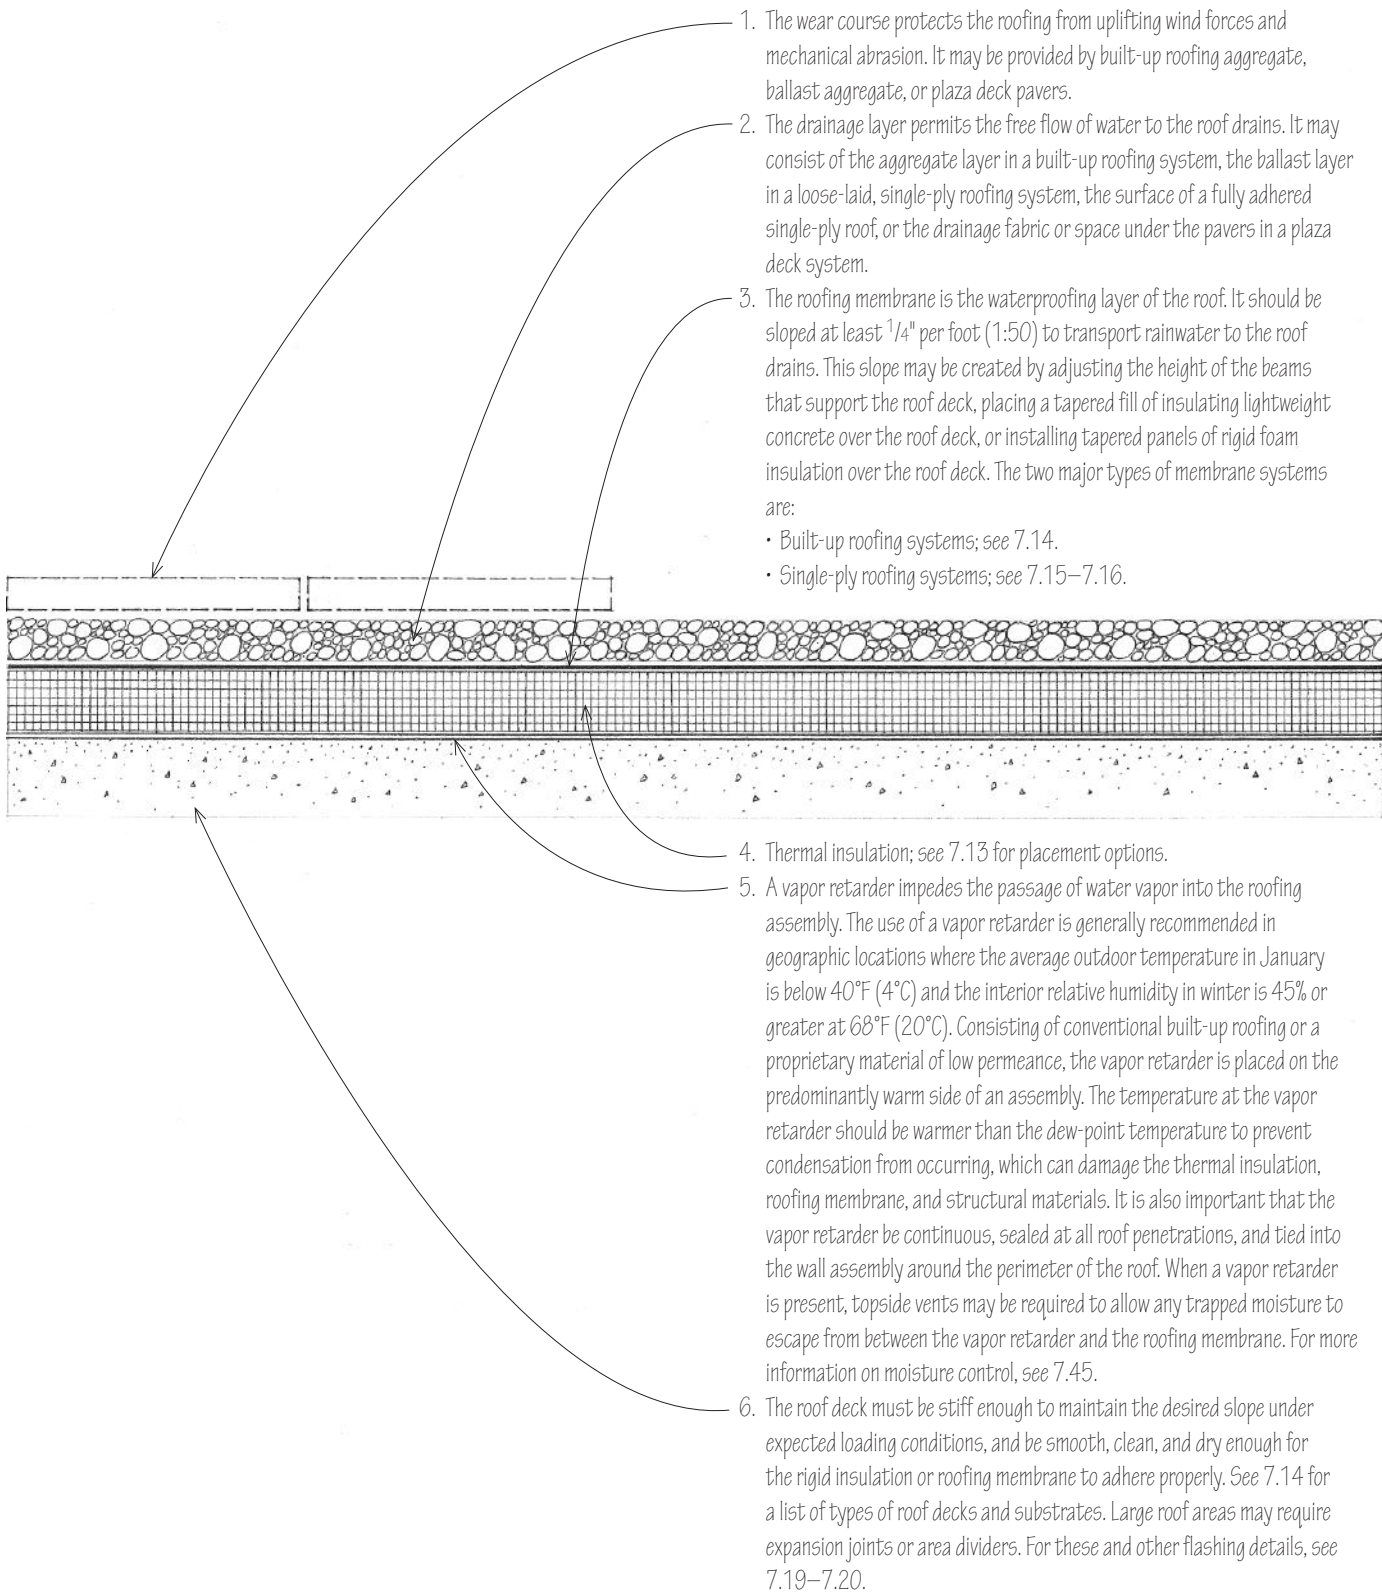 1. The wear course protects the roofing from uplifting wind forces and
mechanical abrasion. It may be provided by built-up roofing aggregate,
ballast aggregate, or plaza deck pavers.
2. The drainage layer permits the free flow of water to the roof drains. It may
consist of the aggregate layer in a built-up roofing system, the ballast layer
in a loose-laid, single-ply roofing system, the surface of a fully adhered
single-ply roof, or the drainage fabric or space under the pavers in a plaza
deck system.
3. The roofing membrane is the waterproofing layer of the roof. It should be
sloped at least 1/4" per foot (1:50) to transport rainwater to the roof
drains. This slope may be created by adjusting the height of the beams
that support the roof deck, placing a tapered fill of insulating lightweight
concrete over the roof deck, or installing tapered panels of rigid foam
insulation over the roof deck. The two major types of membrane systems
are:
• Built-up roofing systems; see 7.14.
• Single-ply roofing systems; see 7.15–7.16.
4. Thermal insulation; see 7.13 for placement options.
5. A vapor retarder impedes the passage of water vapor into the roofing
assembly. The use of a vapor retarder is generally recommended in
geographic locations where the average outdoor temperature in January
is below 40°F (4°C) and the interior relative humidity in winter is 45% or
greater at 68°F (20°C). Consisting of conventional built-up roofing or a
proprietary material of low permeance, the vapor retarder is placed on the
predominantly warm side of an assembly. The temperature at the vapor
retarder should be warmer than the dew-point temperature to prevent
condensation from occurring, which can damage the thermal insulation,
roofing membrane, and structural materials. It is also important that the
vapor retarder be continuous, sealed at all roof penetrations, and tied into
the wall assembly around the perimeter of the roof. When a vapor retarder
is present, topside vents may be required to allow any trapped moisture to
escape from between the vapor retarder and the roofing membrane. For more
information on moisture control, see 7.45.
6. The roof deck must be stiff enough to maintain the desired slope under
expected loading conditions, and be smooth, clean, and dry enough for
the rigid insulation or roofing membrane to adhere properly. See 7.14 for
a list of types of roof decks and substrates. Large roof areas may require
expansion joints or area dividers. For these and other flashing details, see
7.19–7.20.